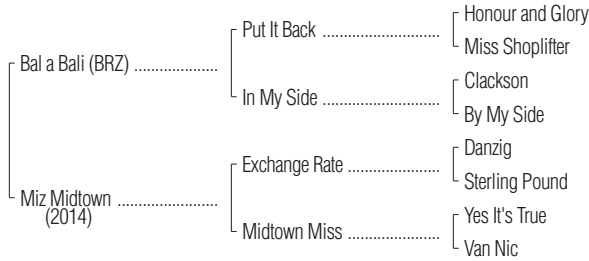 Honour and Glory
Put It Back ........................
Miss Shoplifter
Bal a Bali (BRZ) .................
Clackson
In My Side ........................
By My Side
Danzig
Exchange Rate ..................
Sterling Pound
Miz Midtown ....................
(2014)
Yes It's True
Midtown Miss ..................
Van Nic